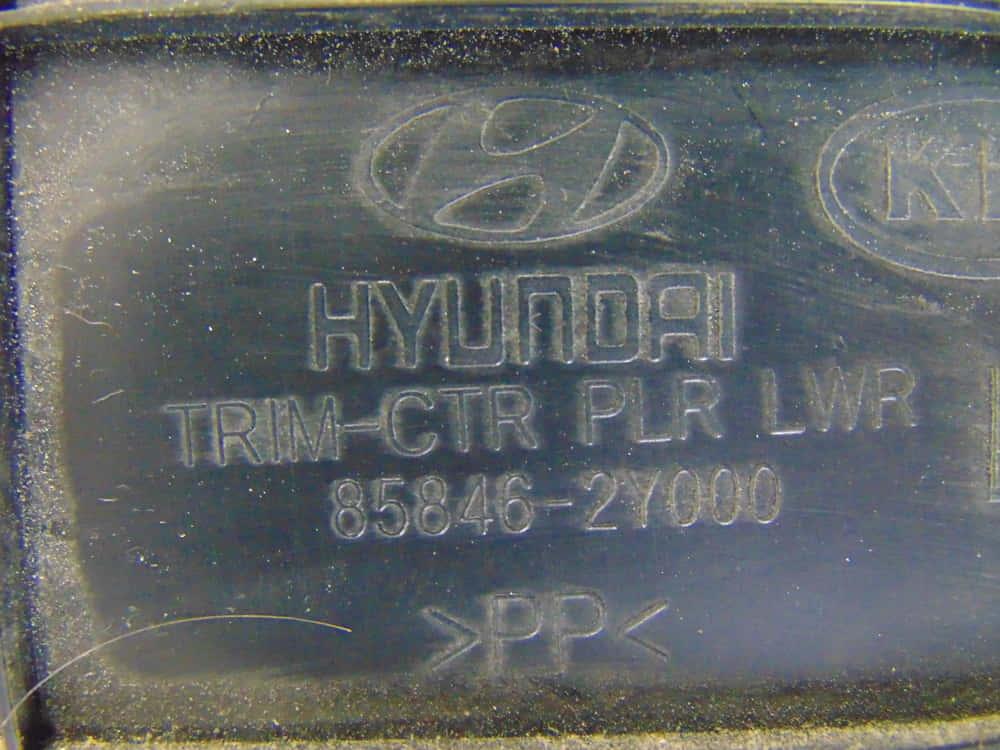 HYUNDAI
TRIM-CTR PLR LWR
85846-2Y000
>PP<